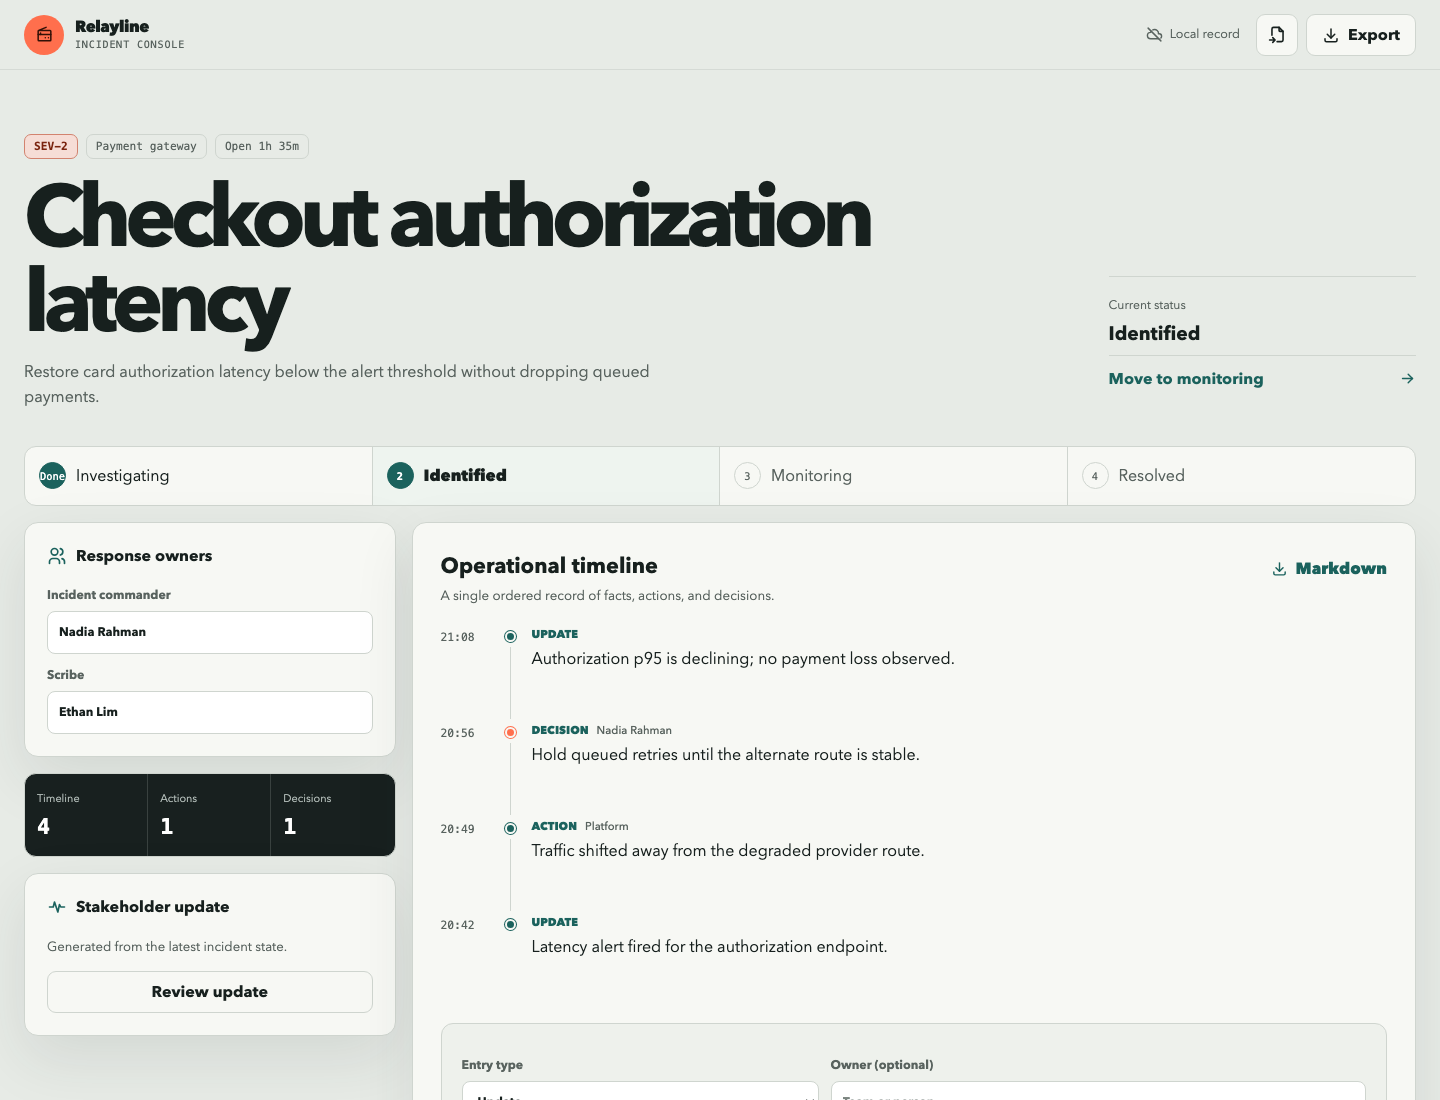 Relayline
INCIDENT CONSOLE
Local record
Export
SEV-2
Payment gateway
Open 1h 35m
Checkout authorization
latency
Restore card authorization latency below the alert threshold without dropping queued
payments.
Current status
Identified
Move to monitoring
Done
Investigating
2
Identified
3
Monitoring
4
Resolved
Response owners
Incident commander
Nadia Rahman
Scribe
Ethan Lim
Timeline
4
Actions
1
Decisions
1
Stakeholder update
Generated from the latest incident state.
Review update
Operational timeline
Markdown
A single ordered record of facts, actions, and decisions.
21:08
UPDATE
Authorization p95 is declining; no payment loss observed.
20:56
DECISION Nadia Rahman
Hold queued retries until the alternate route is stable.
20:49
ACTION Platform
Traffic shifted away from the degraded provider route.
20:42
UPDATE
Latency alert fired for the authorization endpoint.
Entry type
Owner (optional)